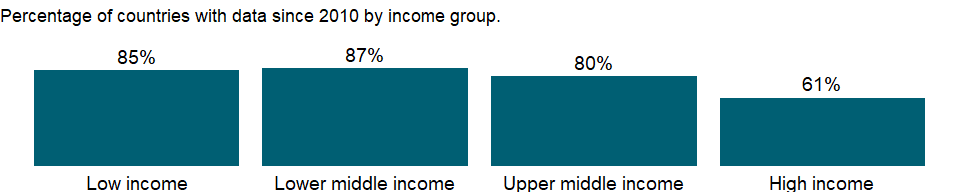 Percentage of countries with data since 2010 by income group.
85% 87% 80% 61%
Low income Lower middle income Upper middle income High income